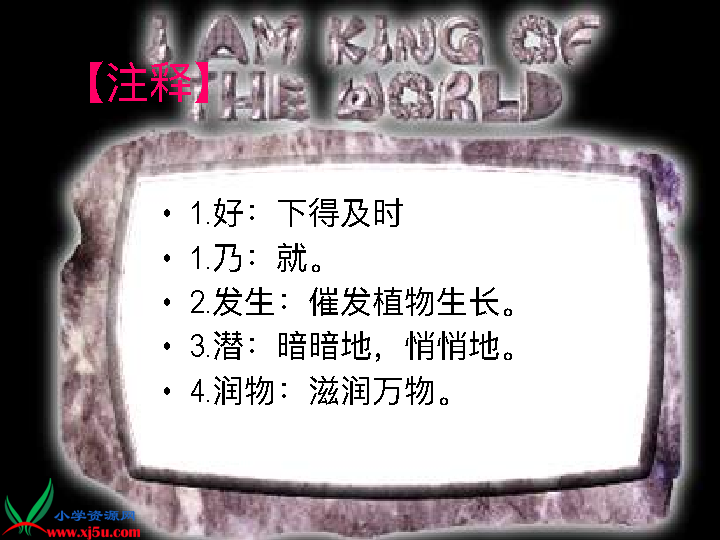 I AM KING OF
THE WORLD
【注释】
• 1.好：下得及时
• 1.乃：就。
• 2.发生：催发植物生长。
• 3.潜：暗暗地，悄悄地。
• 4.润物：滋润万物。
小学资源网
www.xj5u.com